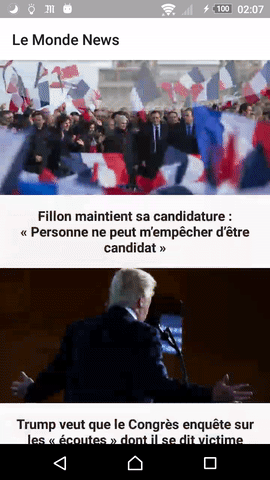 100 02:07
Le Monde News
Fillon maintient sa candidature :
« Personne ne peut m’empêcher d’être
candidat »
Trump veut que le Congrès enquête sur
les « écoutes » dont il se dit victime